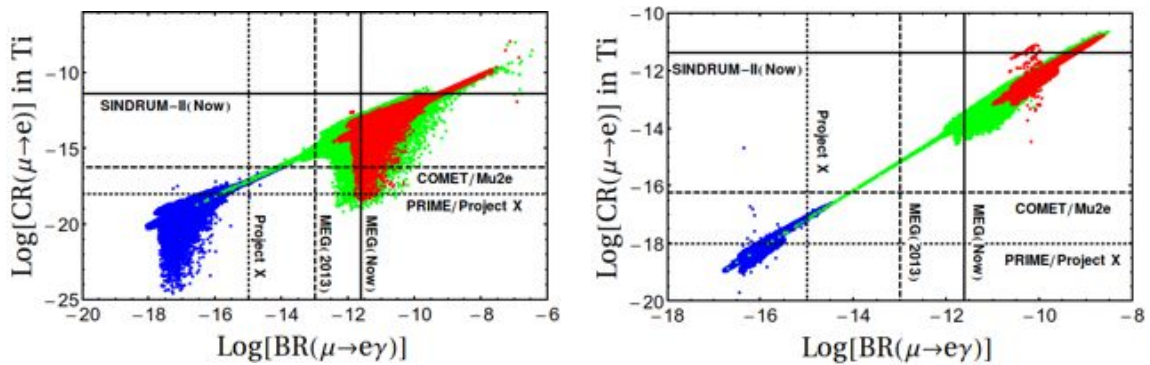 Log[CR(μ→e)] in Ti
-10
-15
-20
-25
SINDRUM-II(Now)
COMET/Mu2e
PRIME/Project X
Project X
MEG(2013)
MEG(Now)
-20 -18 -16 -14 -12 -10 -8 -6
Log[BR(μ→eγ)]
Log[CR(μ→e)] in Ti
-10
-12
-14
-16
-18
-20
SINDRUM-II(Now)
Project X
COMET/Mu2e
PRIME/Project X
MEG(2013)
MEG(Now)
-18 -16 -14 -12 -10 -8
Log[BR(μ→eγ)]